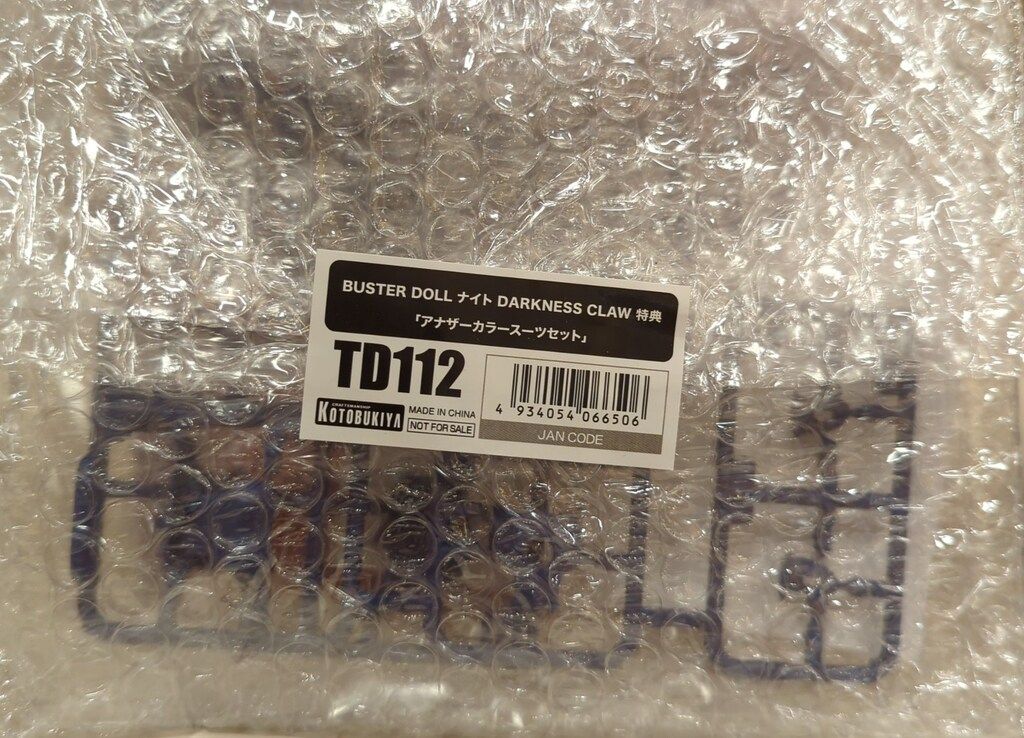 BUSTER DOLL ナイト DARKNESS CLAW 特典
「アナザーカラースーツセット」
TD112
CRAFTSMANSHIP
KOTOBUKIYA
MADE IN CHINA
NOT FOR SALE
4 934054 066506
JAN CODE